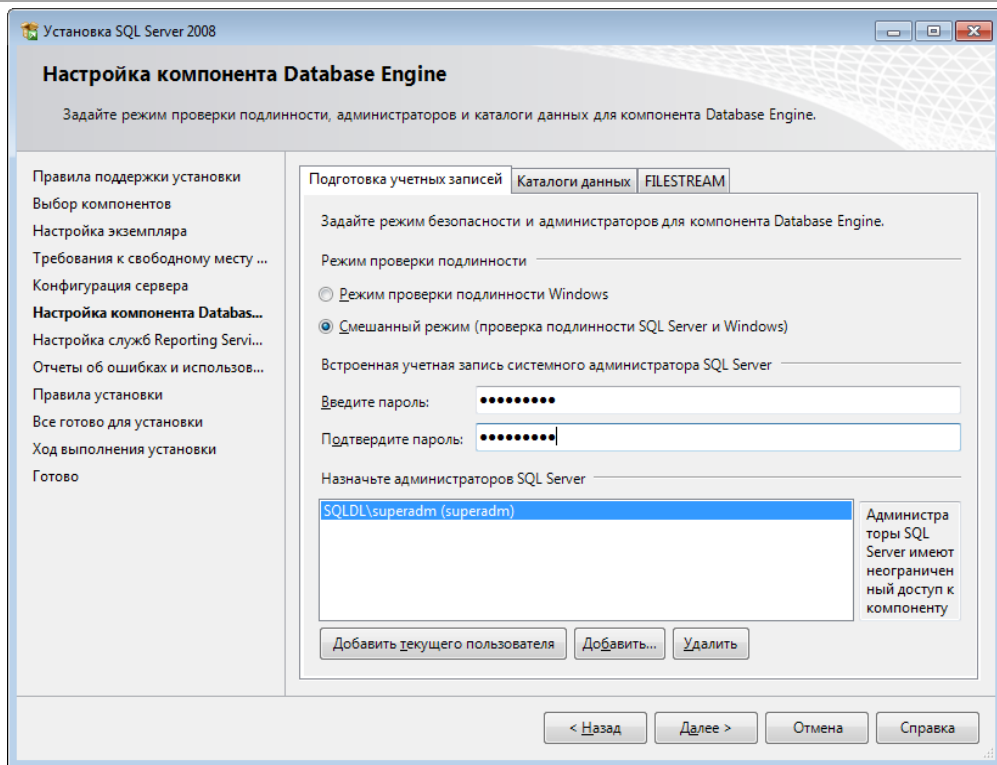 Установка SQL Server 2008
Настройка компонента Database Engine
Задайте режим проверки подлинности, администраторов и каталоги данных для компонента Database Engine.
Правила поддержки установки
Выбор компонентов
Настройка экземпляра
Требования к свободному месту ...
Конфигурация сервера
Настройка компонента Databas...
Настройка служб Reporting Servi...
Отчеты об ошибках и использов...
Правила установки
Все готово для установки
Ход выполнения установки
Готово
Подготовка учетных записей
Каталоги данных
FILESTREAM
Задайте режим безопасности и администраторов для компонента Database Engine.
Режим проверки подлинности
Режим проверки подлинности Windows
Смешанный режим (проверка подлинности SQL Server и Windows)
Встроенная учетная запись системного администратора SQL Server
Введите пароль: ●●●●●●●●●
Подтвердите пароль: ●●●●●●●●●
Назначьте администраторов SQL Server
SQLDL\superadm (superadm)
Администра
торы SQL
Server имеют
неограничен
ный доступ к
компоненту
Добавить текущего пользователя
Добавить...
Удалить
< Назад
Далее >
Отмена
Справка